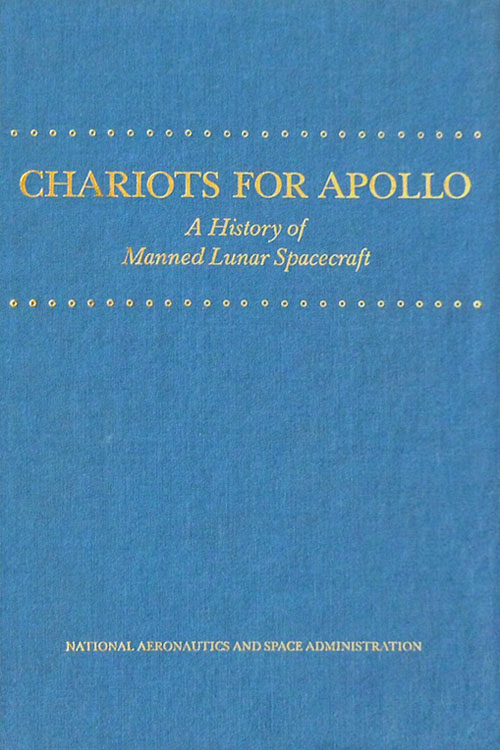 CHARIOTS FOR APOLLO
A History of
Manned Lunar Spacecraft
NATIONAL AERONAUTICS AND SPACE ADMINISTRATION